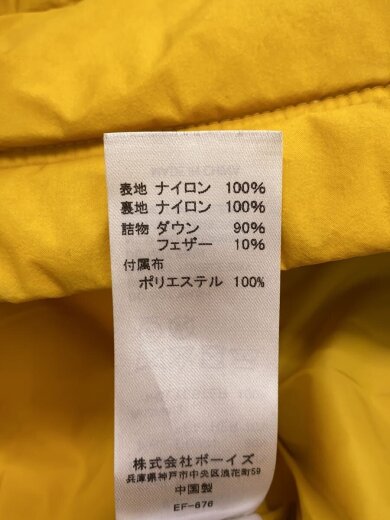 表地 ナイロン 100%
裏地 ナイロン 100%
詰物 ダウン 90%
フェザー 10%
付属布
ポリエステル 100%
株式会社ボーイズ
兵庫県神戸市中央区浪花町59
中国製
EF-676